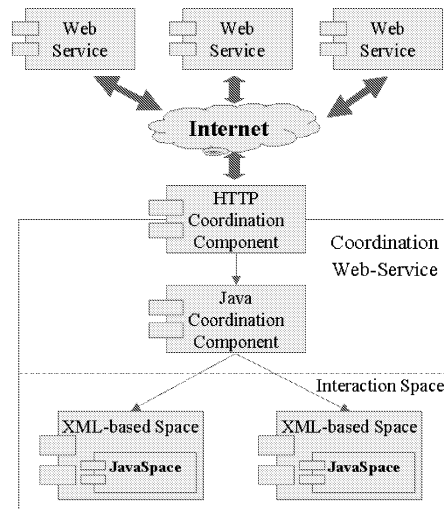 Web
Service
Web
Service
Web
Service
Internet
HTTP
Coordination
Component
Coordination
Web-Service
Java
Coordination
Component
Interaction Space
XML-based Space
JavaSpace
XML-based Space
JavaSpace